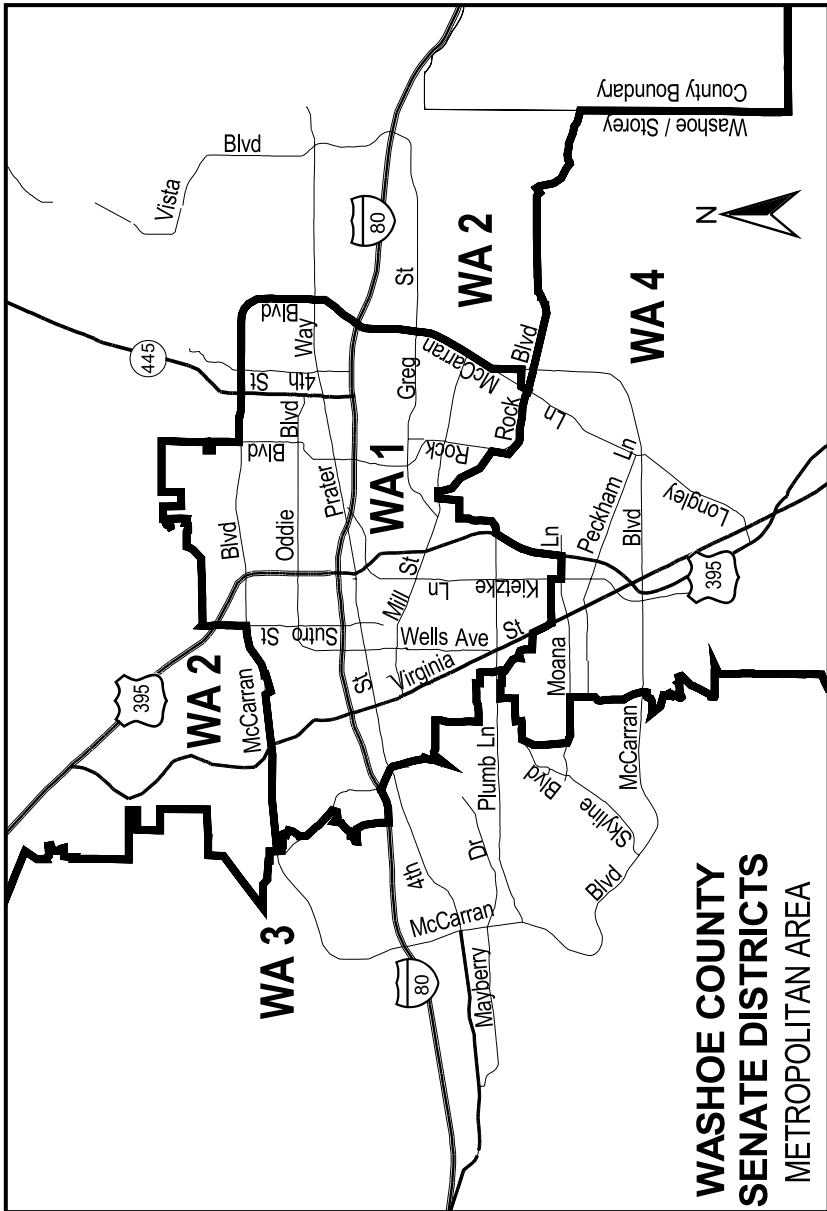 WASHOE COUNTY
SENATE DISTRICTS
METROPOLITAN AREA
WA 3
WA 2
WA 1
WA 2
WA 4
N
Washoe / Storey
County Boundary
395
80
80
395
445
Vista
Blvd
McCarran
Blvd
Blvd
Blvd
Sutro
St
Oddie
Blvd
4th
St
Prater
Way
4th
St
Virginia
St
Wells Ave
Mill
St
Kietzke
Ln
Greg
St
Rock
McCarran
Rock
Blvd
Mayberry
Dr
McCarran
Plumb Ln
Skyline
Blvd
Blvd
McCarran
Blvd
Moana
Ln
Peckham
Ln
Longley
Ln